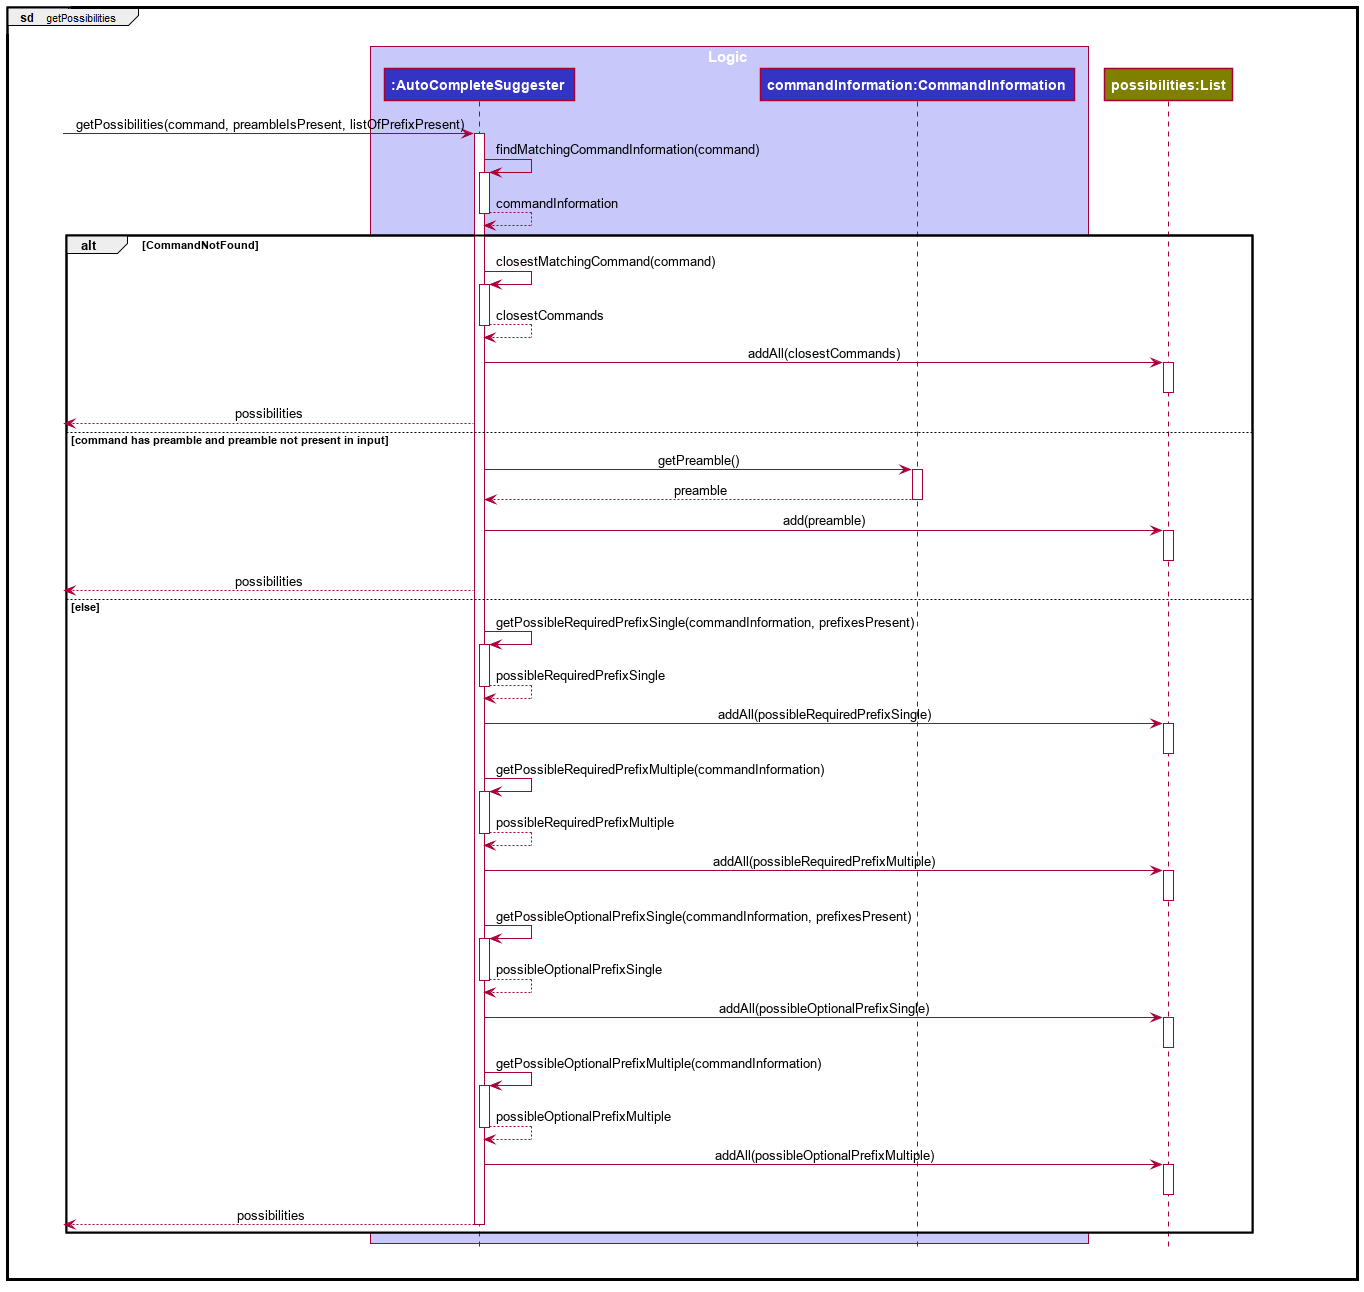 sd getPossibilities
Logic
:AutoCompleteSuggester
commandInformation:CommandInformation
possibilities:List
getPossibilities(command, preambleIsPresent, listOfPrefixPresent)
findMatchingCommandInformation(command)
commandInformation
alt [CommandNotFound]
closestMatchingCommand(command)
closestCommands
addAll(closestCommands)
possibilities
[command has preamble and preamble not present in input]
getPreamble()
preamble
add(preamble)
possibilities
[else]
getPossibleRequiredPrefixSingle(commandInformation, prefixesPresent)
possibleRequiredPrefixSingle
addAll(possibleRequiredPrefixSingle)
getPossibleRequiredPrefixMultiple(commandInformation)
possibleRequiredPrefixMultiple
addAll(possibleRequiredPrefixMultiple)
getPossibleOptionalPrefixSingle(commandInformation, prefixesPresent)
possibleOptionalPrefixSingle
addAll(possibleOptionalPrefixSingle)
getPossibleOptionalPrefixMultiple(commandInformation)
possibleOptionalPrefixMultiple
addAll(possibleOptionalPrefixMultiple)
possibilities